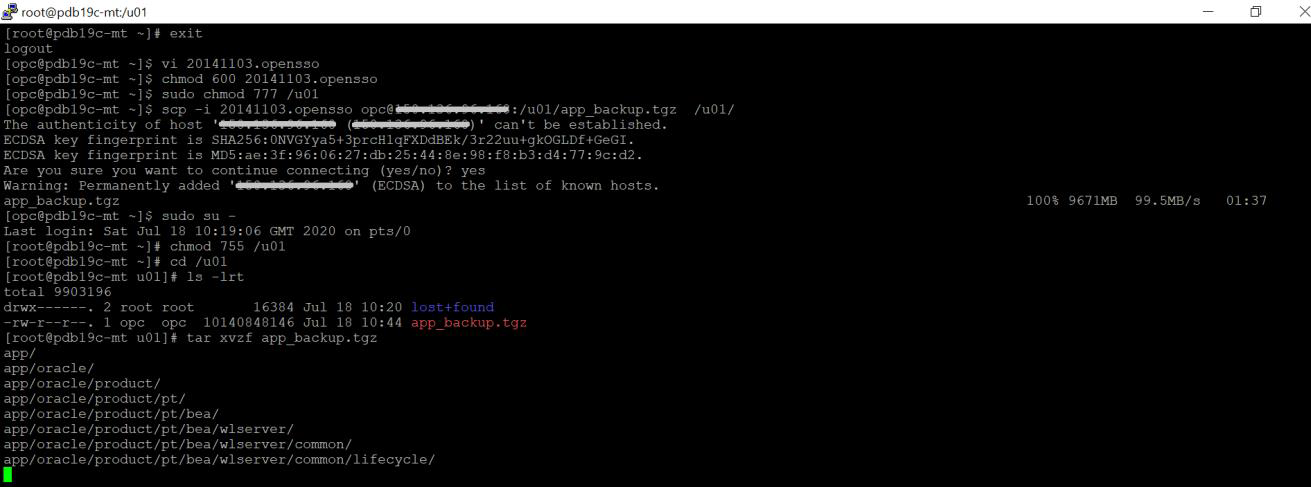 root@pdb19c-mt:/u01
[root@pdb19c-mt ~]# exit
logout
[opc@pdb19c-mt ~]$ vi 20141103.opensso
[opc@pdb19c-mt ~]$ chmod 600 20141103.opensso
[opc@pdb19c-mt ~]$ sudo chmod 777 /u01
[opc@pdb19c-mt ~]$ scp -i 20141103.opensso opc@:/u01/app_backup.tgz /u01/
The authenticity of host ' ()' can't be established.
ECDSA key fingerprint is SHA256:0NVGYya5+3prcHlqFXDdBEk/3r22uu+gkOGLDf+GeGI.
ECDSA key fingerprint is MD5:ae:3f:96:06:27:db:25:44:8e:98:f8:b3:d4:77:9c:d2.
Are you sure you want to continue connecting (yes/no)? yes
Warning: Permanently added '' (ECDSA) to the list of known hosts.
app_backup.tgz 100% 9671MB 99.5MB/s 01:37
[opc@pdb19c-mt ~]$ sudo su -
Last login: Sat Jul 18 10:19:06 GMT 2020 on pts/0
[root@pdb19c-mt ~]# chmod 755 /u01
[root@pdb19c-mt ~]# cd /u01
[root@pdb19c-mt u01]# ls -lrt
total 9903196
drwx------. 2 root root 16384 Jul 18 10:20 lost+found
-rw-r--r--. 1 opc opc 10140848146 Jul 18 10:44 app_backup.tgz
[root@pdb19c-mt u01]# tar xvzf app_backup.tgz
app/
app/oracle/
app/oracle/product/
app/oracle/product/pt/
app/oracle/product/pt/bea/
app/oracle/product/pt/bea/wlserver/
app/oracle/product/pt/bea/wlserver/common/
app/oracle/product/pt/bea/wlserver/common/lifecycle/